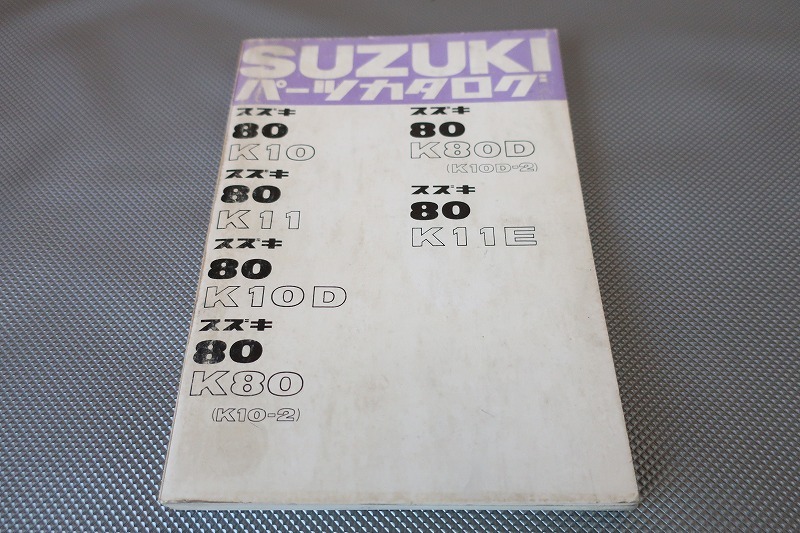 SUZUKI
パーツカタログ
スズキ
80
K10
スズキ
80
K11
スズキ
80
K10D
スズキ
80
K80
(K10-2)
スズキ
80
K80D
(K10D-2)
スズキ
80
K11E